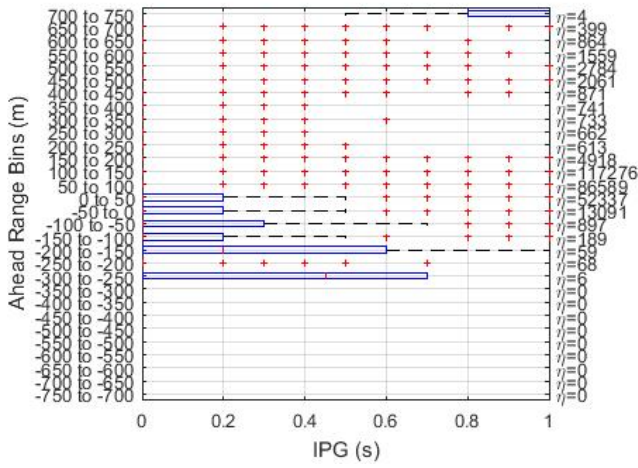 Ahead Range Bins (m)
700 to 750 η=4
650 to 700 η=399
600 to 650 η=864
550 to 600 η=1559
500 to 550 η=2784
450 to 500 η=2061
400 to 450 η=871
350 to 400 η=741
300 to 350 η=733
250 to 300 η=662
200 to 250 η=613
150 to 200 η=4918
100 to 150 η=117276
50 to 100 η=86589
0 to 50 η=52337
-50 to 0 η=13091
-100 to -50 η=897
-150 to -100 η=189
-200 to -150 η=59
-250 to -200 η=68
-300 to -250 η=6
-350 to -300 η=0
-400 to -350 η=0
-450 to -400 η=0
-500 to -450 η=0
-550 to -500 η=0
-600 to -550 η=0
-650 to -600 η=0
-700 to -650 η=0
-750 to -700 η=0
0 0.2 0.4 0.6 0.8 1
IPG (s)